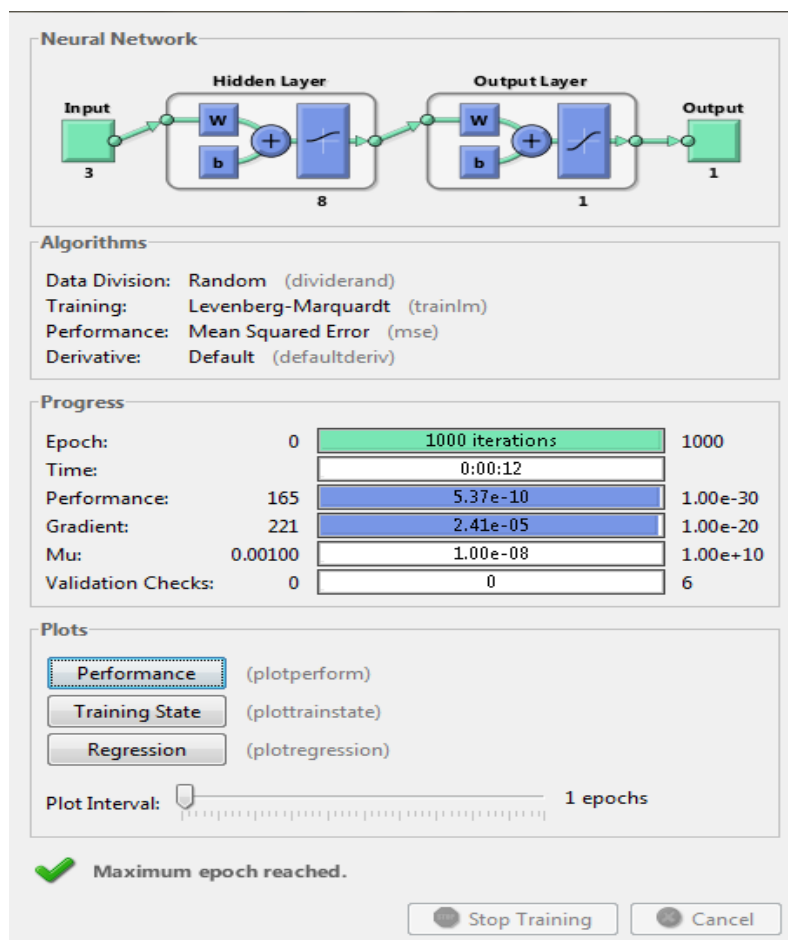 Neural Network
Hidden Layer
Output Layer
Input
Output
W
b
+
W
b
+
3
8
1
1
Algorithms
Data Division: Random (dividerand)
Training: Levenberg-Marquardt (trainlm)
Performance: Mean Squared Error (mse)
Derivative: Default (defaultderiv)
Progress
Epoch: 0 1000 iterations 1000
Time: 0:00:12
Performance: 165 5.37e-10 1.00e-30
Gradient: 221 2.41e-05 1.00e-20
Mu: 0.00100 1.00e-08 1.00e+10
Validation Checks: 0 0 6
Plots
Performance (plotperform)
Training State (plottrainstate)
Regression (plotregression)
Plot Interval: 1 epochs
Maximum epoch reached.
Stop Training
Cancel